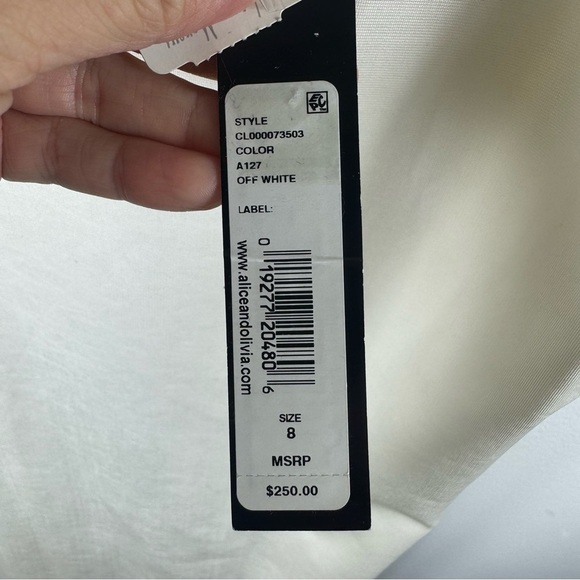 STYLE
CL000073503
COLOR
A127
OFF WHITE
LABEL:
www.aliceandolivia.com
0 19277 20480 6
SIZE
8
MSRP
$250.00